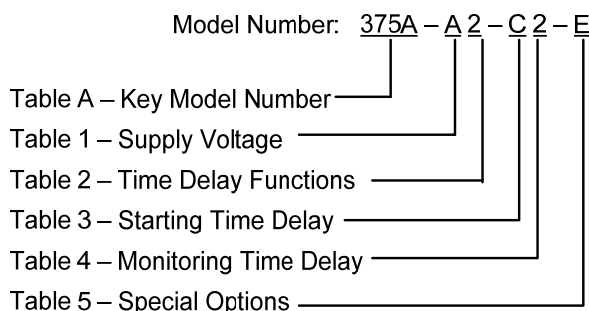 Model Number: 375A – A 2 – C 2 – E
Table A – Key Model Number
Table 1 – Supply Voltage
Table 2 – Time Delay Functions
Table 3 – Starting Time Delay
Table 4 – Monitoring Time Delay
Table 5 – Special Options